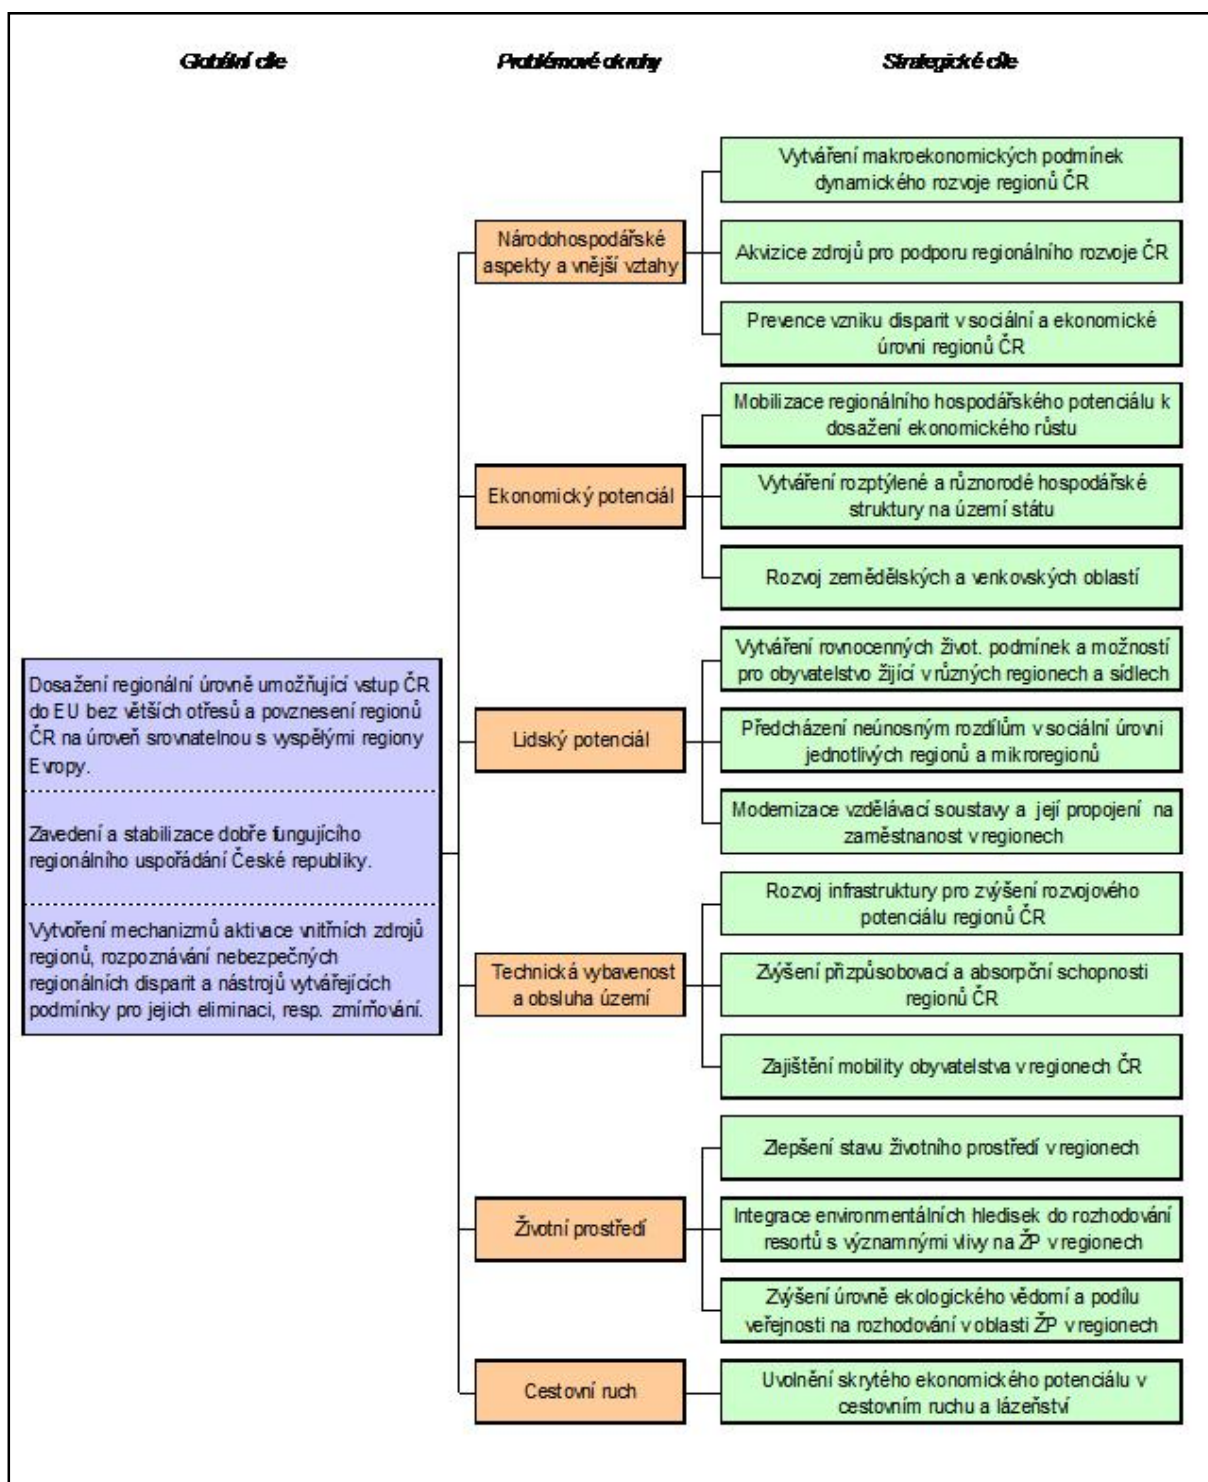 Globální cíle
Problémové okruhy
Strategické cíle
Vytváření makroekonomických podmínek
dynamického rozvoje regionů ČR
Národohospodářské
aspekty a vnější vztahy
Akvizice zdrojů pro podporu regionálního rozvoje ČR
Prevence vzniku disparit v sociální a ekonomické
úrovni regionů ČR
Mobilizace regionálního hospodářského potenciálu k
dosažení ekonomického růstu
Ekonomický potenciál
Vytváření rozptýlené a různorodé hospodářské
struktury na území státu
Rozvoj zemědělských a venkovských oblastí
Dosažení regionální úrovně umožňující vstup ČR
do EU bez větších otřesů a povznesení regionů
ČR na úroveň srovnatelnou s vyspělými regiony
Evropy.
Zavedení a stabilizace dobře fungujícího
regionálního uspořádání České republiky.
Vytvoření mechanizmů aktivace vnitřních zdrojů
regionů, rozpoznávání nebezpečných
regionálních disparit a nástrojů vytvářejících
podmínky pro jejich eliminaci, resp. zmírňování.
Vytváření rovnocenných život. podmínek a možností
pro obyvatelstvo žijící v různých regionech a sídlech
Lidský potenciál
Předcházení neúnosným rozdílům v sociální úrovni
jednotlivých regionů a mikroregionů
Modernizace vzdělávací soustavy a její propojení na
zaměstnanost v regionech
Rozvoj infrastruktury pro zvýšení rozvojového
potenciálu regionů ČR
Technická vybavenost
a obsluha území
Zvýšení přizpůsobovací a absorpční schopnosti
regionů ČR
Zajištění mobility obyvatelstva v regionech ČR
Zlepšení stavu životního prostředí v regionech
Životní prostředí
Integrace environmentálních hledisek do rozhodování
resortů s významnými vlivy na ŽP v regionech
Zvýšení úrovně ekologického vědomí a podílu
veřejnosti na rozhodování v oblasti ŽP v regionech
Cestovní ruch
Uvolnění skrytého ekonomického potenciálu v
cestovním ruchu a lázeňství